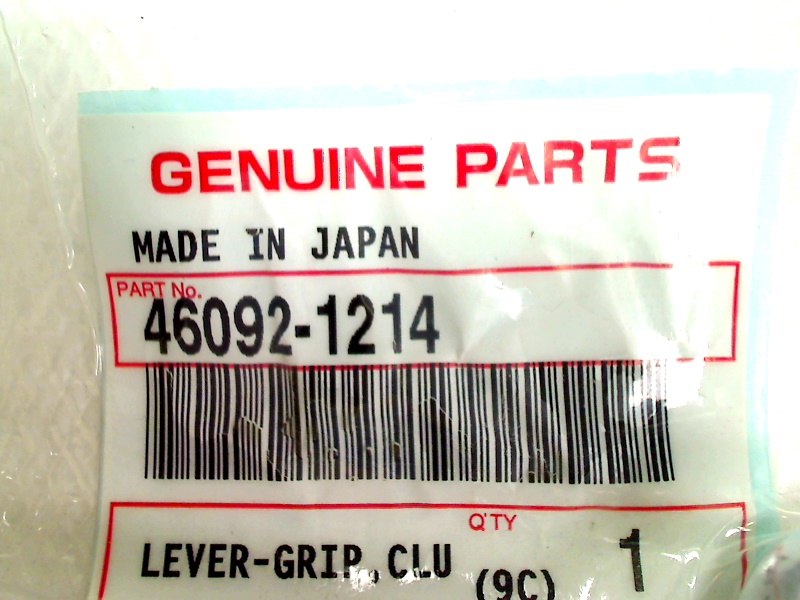 GENUINE PARTS
MADE IN JAPAN
PART No.
46092-1214
Q'TY
LEVER-GRIP,CLU (9C) 1